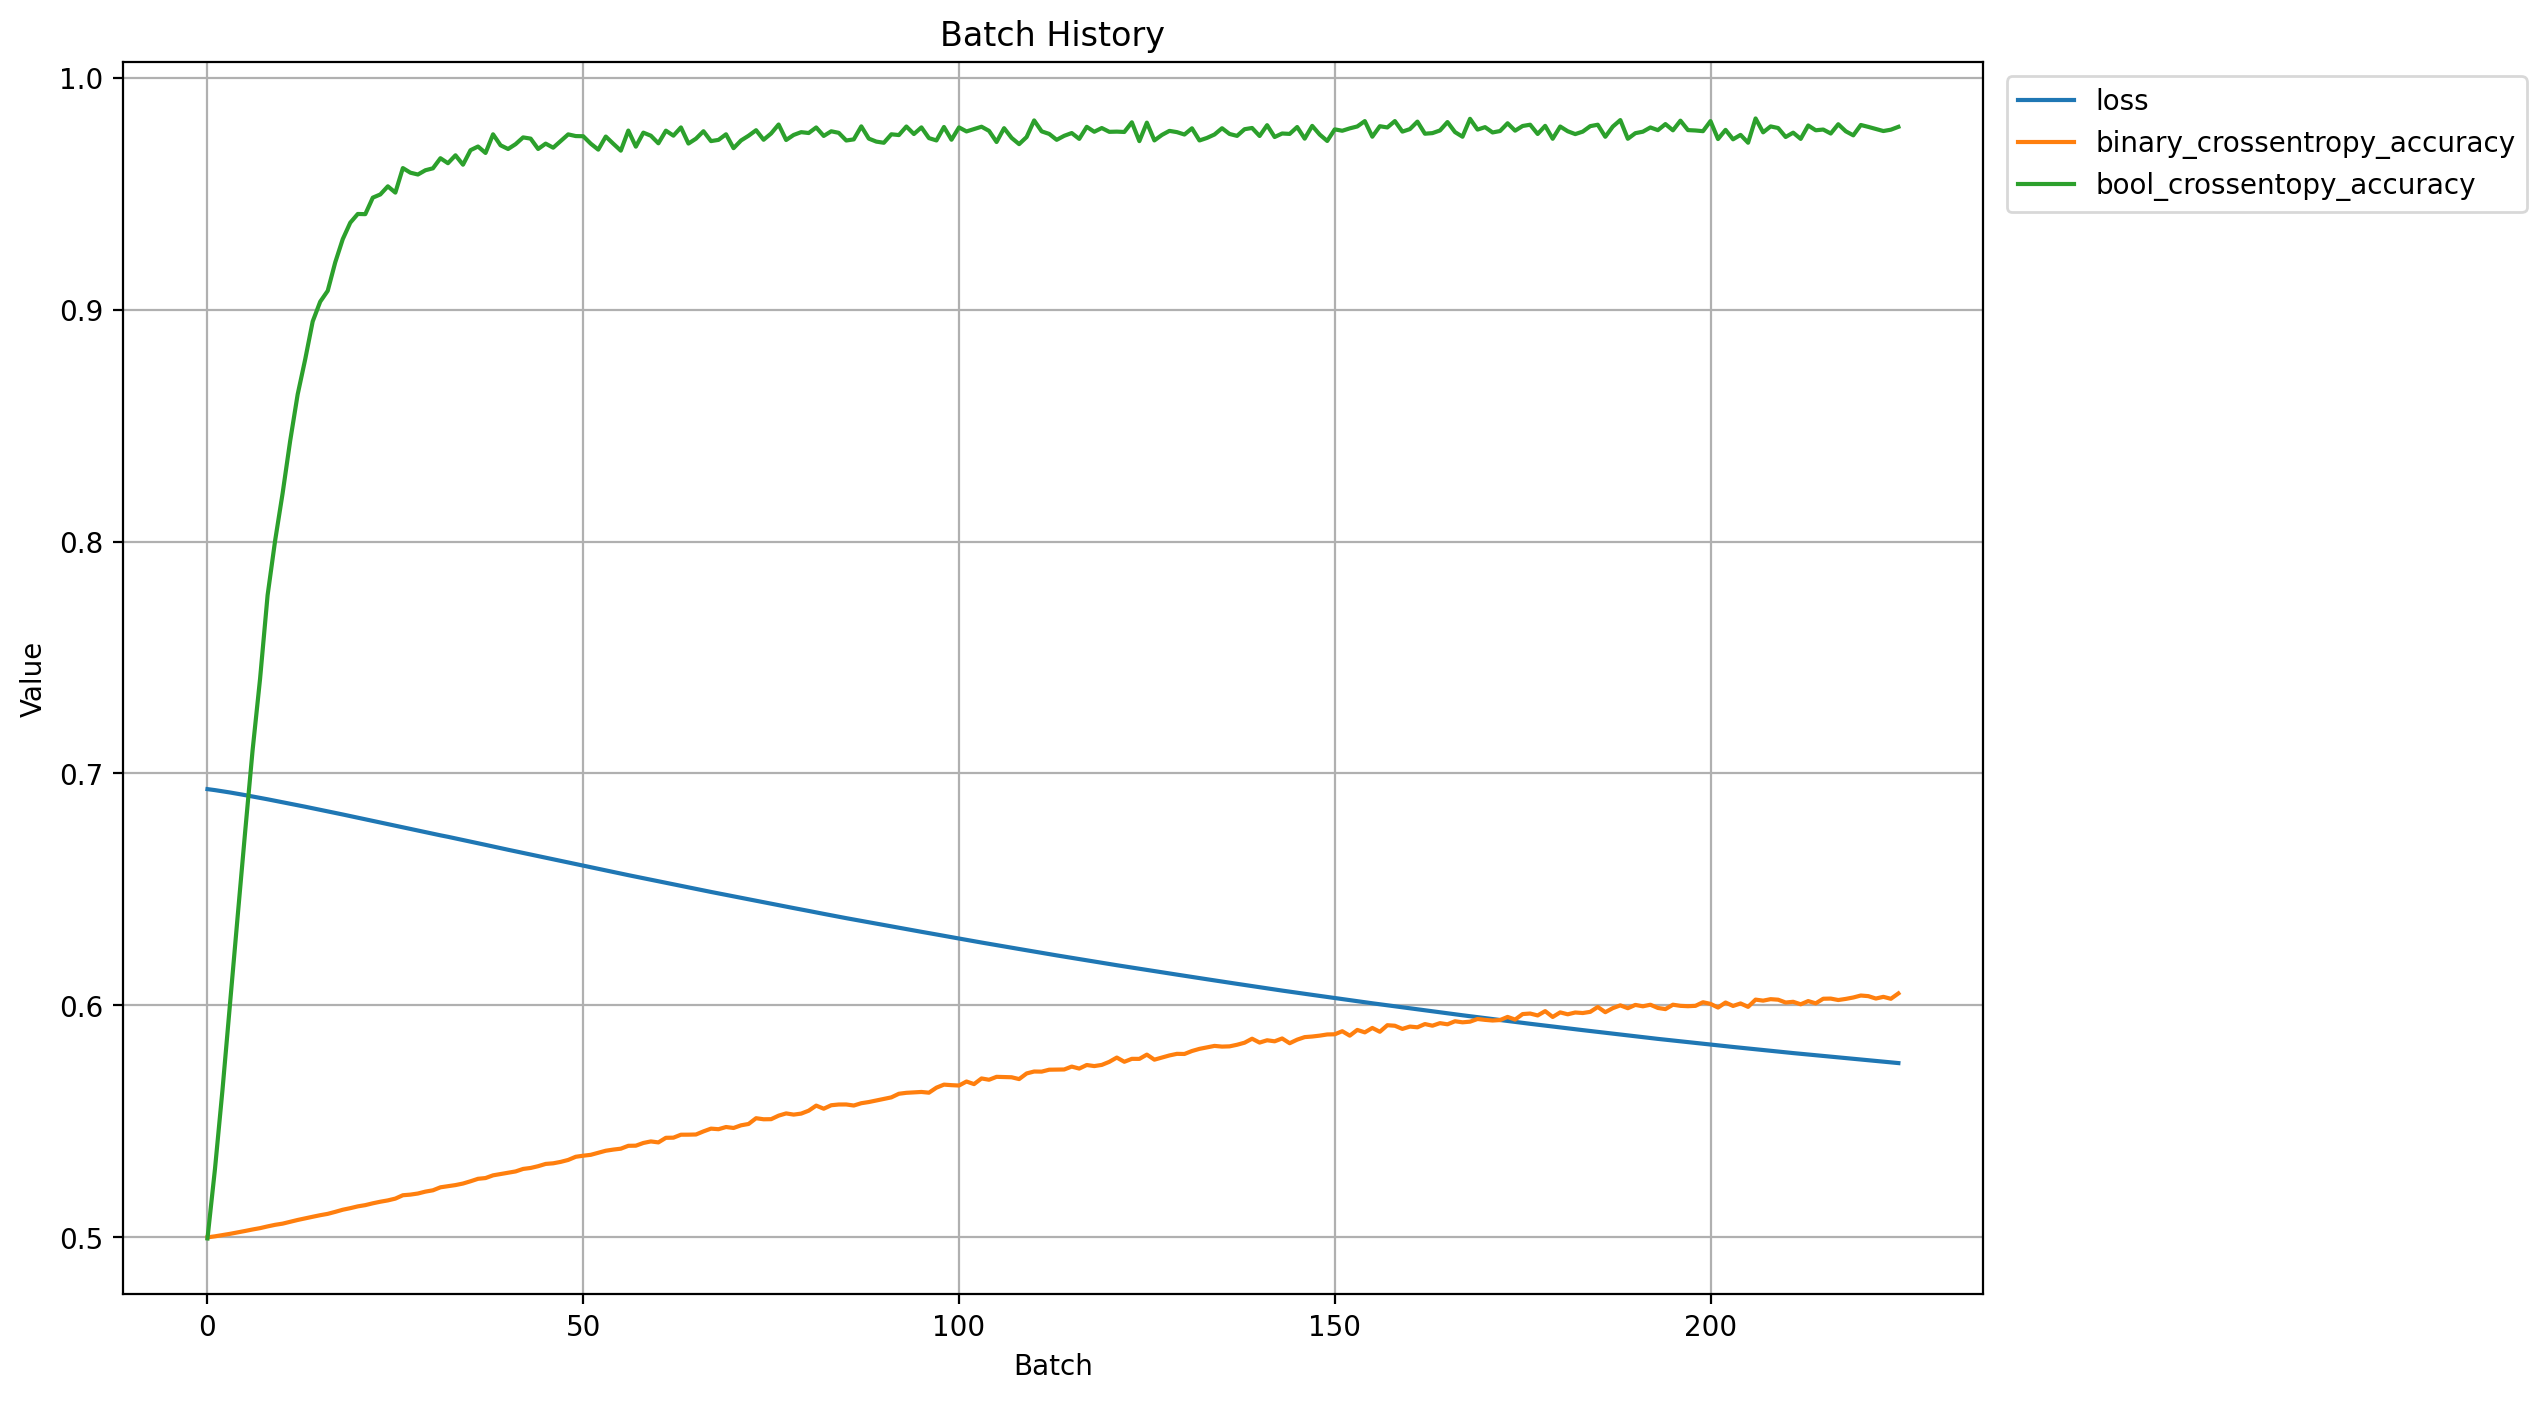 Batch History
1.0
0.9
0.8
0.7
0.6
0.5
Value
0
50
100
150
200
Batch
loss
binary_crossentropy_accuracy
bool_crossentopy_accuracy